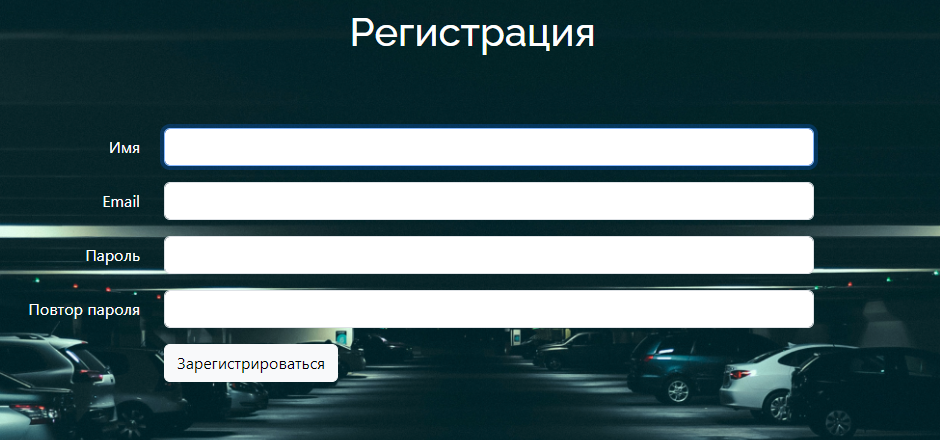 Регистрация
Имя
Email
Пароль
Повтор пароля
Зарегистрироваться